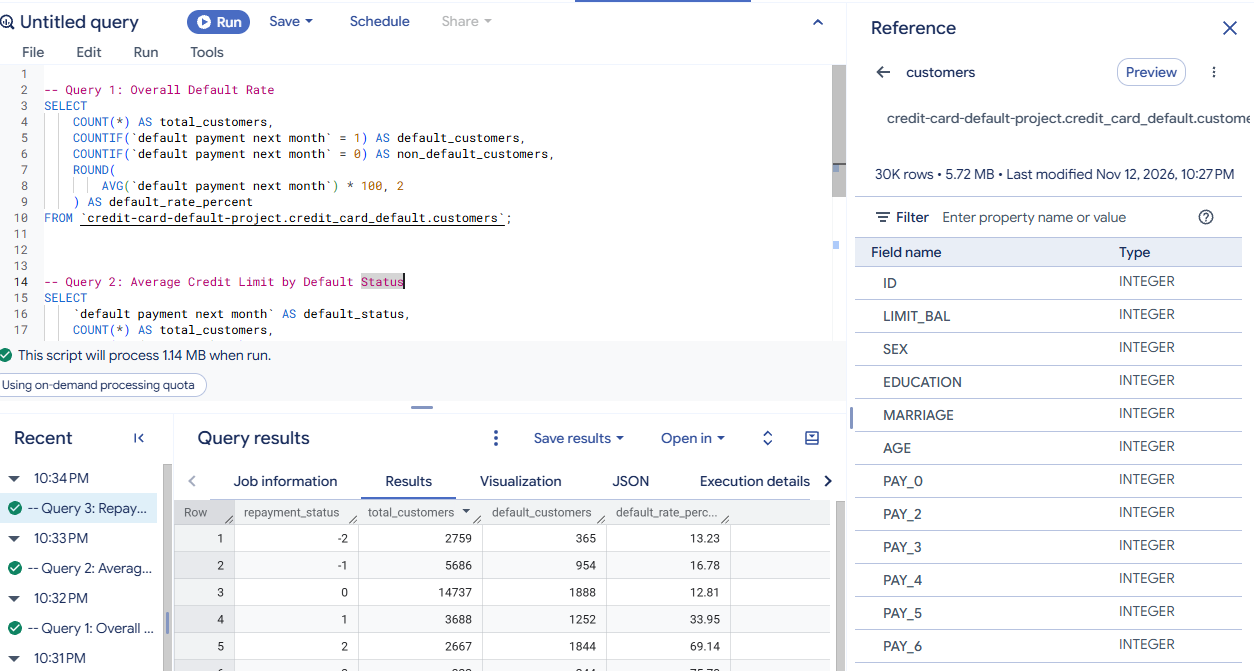 Untitled query Run Save Schedule Share
File Edit Run Tools
1
2 -- Query 1: Overall Default Rate
3 SELECT
4 COUNT(*) AS total_customers,
5 COUNTIF(`default payment next month` = 1) AS default_customers,
6 COUNTIF(`default payment next month` = 0) AS non_default_customers,
7 ROUND(
8 AVG(`default payment next month`) * 100, 2
9 ) AS default_rate_percent
10 FROM `credit-card-default-project.credit_card_default.customers`;
11
12
13
14 -- Query 2: Average Credit Limit by Default Status
15 SELECT
16 `default payment next month` AS default_status,
17 COUNT(*) AS total_customers,
This script will process 1.14 MB when run.
Using on-demand processing quota
Recent
10:34 PM
-- Query 3: Repay...
10:33 PM
-- Query 2: Averag...
10:32 PM
-- Query 1: Overall ...
10:31 PM
Query results Save results Open in
Job information Results Visualization JSON Execution details
Row repayment_status total_customers default_customers default_rate_perc...
1 -2 2759 365 13.23
2 -1 5686 954 16.78
3 0 14737 1888 12.81
4 1 3688 1252 33.95
5 2 2667 1844 69.14
Reference
customers Preview
credit-card-default-project.credit_card_default.custome
30K rows • 5.72 MB • Last modified Nov 12, 2026, 10:27 PM
Filter Enter property name or value
Field name Type
ID INTEGER
LIMIT_BAL INTEGER
SEX INTEGER
EDUCATION INTEGER
MARRIAGE INTEGER
AGE INTEGER
PAY_0 INTEGER
PAY_2 INTEGER
PAY_3 INTEGER
PAY_4 INTEGER
PAY_5 INTEGER
PAY_6 INTEGER